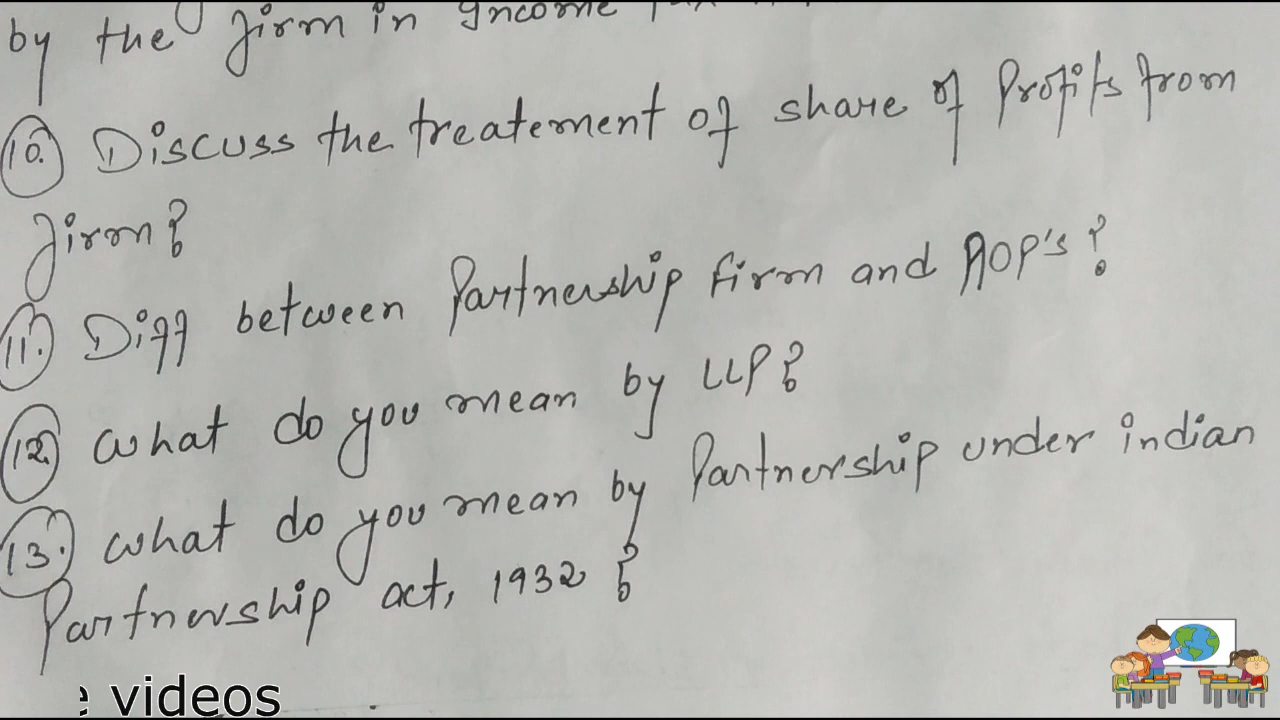 by the firm in Income
10. Discuss the treatement of share of Profits from
firm?
11. Diff between Partnership firm and AOP's?
12. What do you mean by LLP?
13. What do you mean by Partnership under indian
Partnership act, 1932?
videos